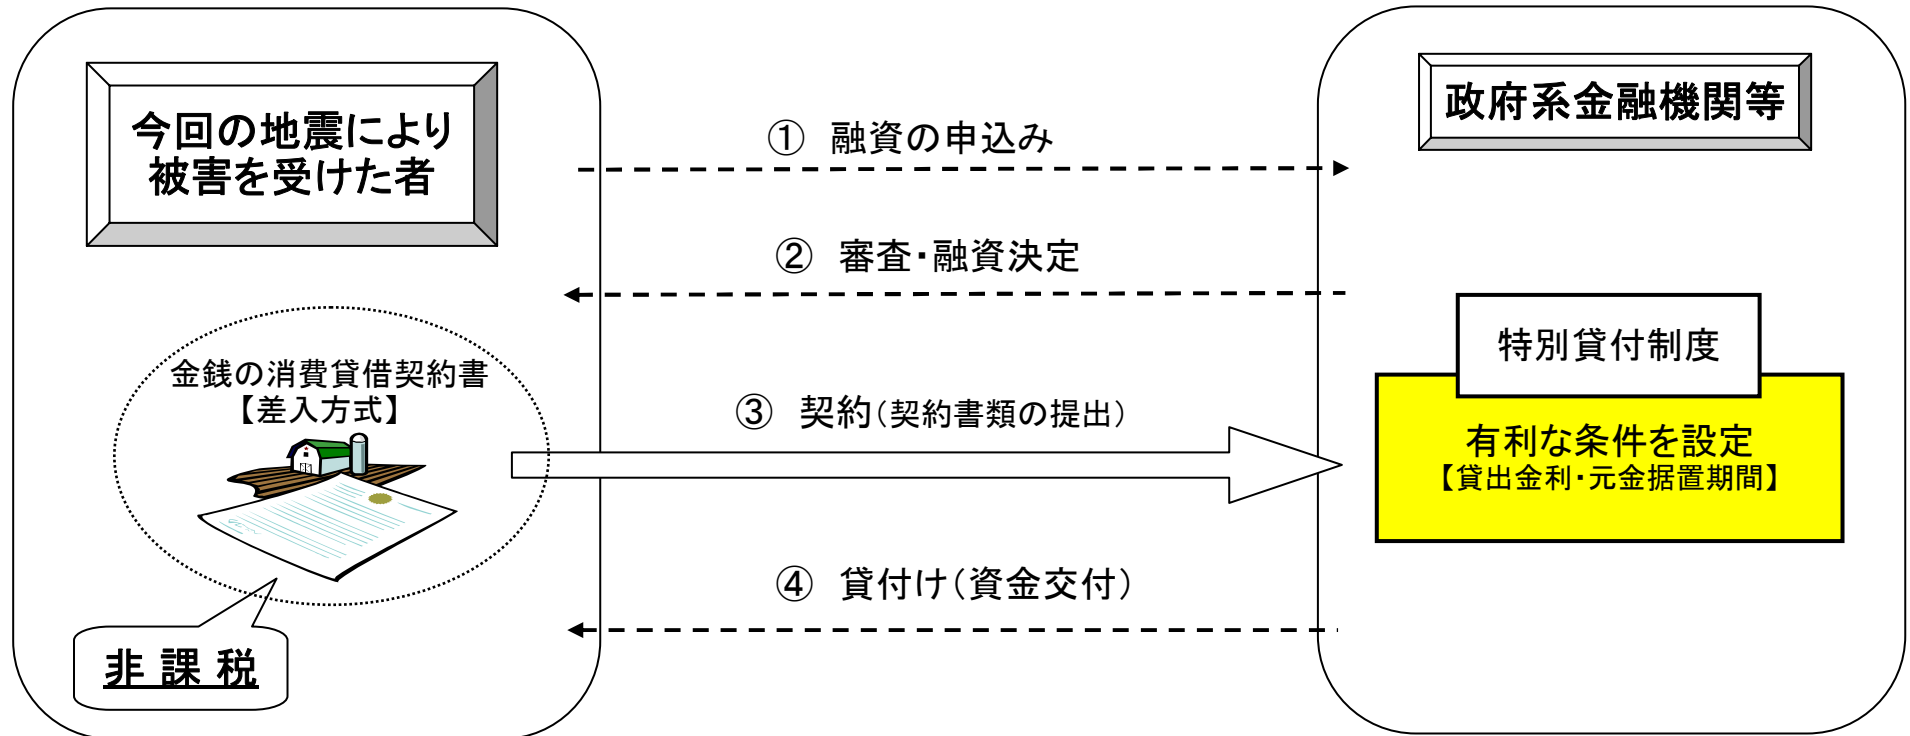 今回の地震により
被害を受けた者
政府系金融機関等
① 融資の申込み
② 審査・融資決定
金銭の消費貸借契約書
【差入方式】
③ 契約(契約書類の提出)
特別貸付制度
有利な条件を設定
【貸出金利・元金据置期間】
④ 貸付け(資金交付)
非課税